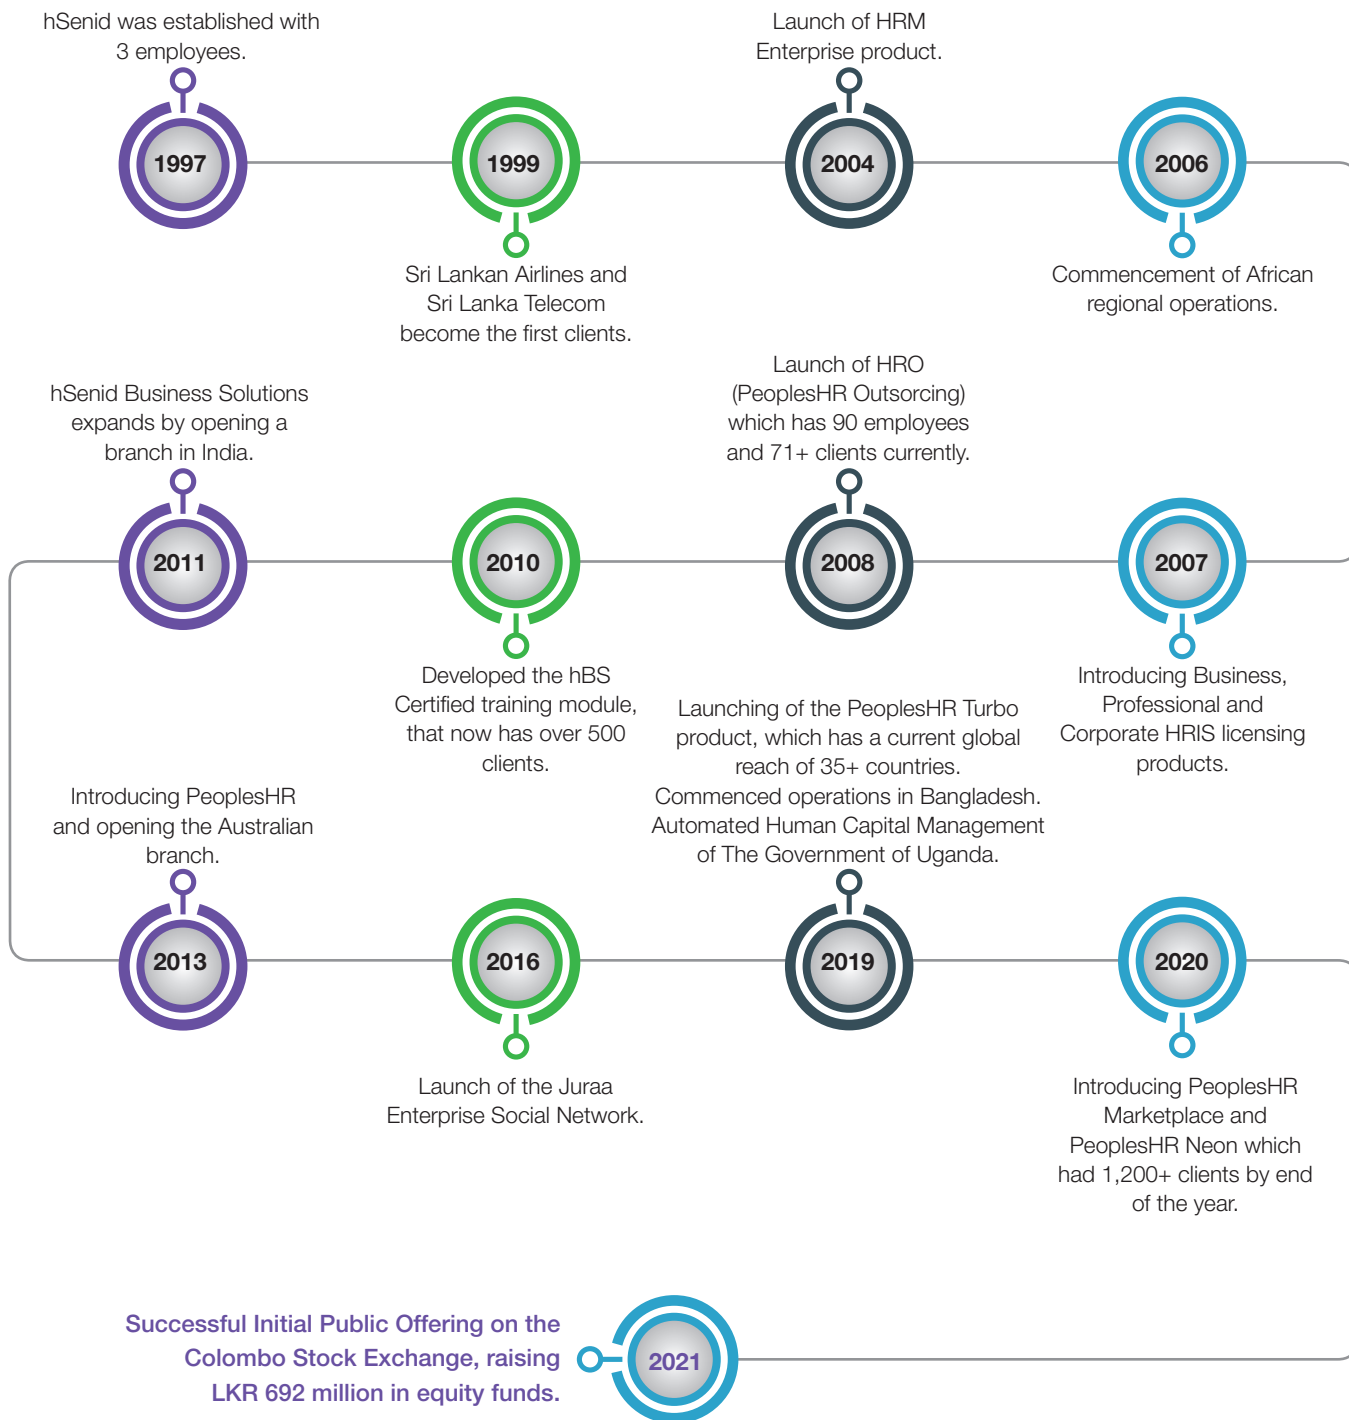 hSenid was established with
3 employees.
1997
1999
Sri Lankan Airlines and
Sri Lanka Telecom
become the first clients.
Launch of HRM
Enterprise product.
2004
2006
Commencement of African
regional operations.
2007
Introducing Business,
Professional and
Corporate HRIS licensing
products.
Launch of HRO
(PeoplesHR Outsorcing)
which has 90 employees
and 71+ clients currently.
2008
2010
Developed the hBS
Certified training module,
that now has over 500
clients.
hSenid Business Solutions
expands by opening a
branch in India.
2011
Introducing PeoplesHR
and opening the Australian
branch.
2013
2016
Launch of the Juraa
Enterprise Social Network.
Launching of the PeoplesHR Turbo
product, which has a current global
reach of 35+ countries.
Commenced operations in Bangladesh.
Automated Human Capital Management
of The Government of Uganda.
2019
2020
Introducing PeoplesHR
Marketplace and
PeoplesHR Neon which
had 1,200+ clients by end
of the year.
Successful Initial Public Offering on the
Colombo Stock Exchange, raising
LKR 692 million in equity funds.
2021